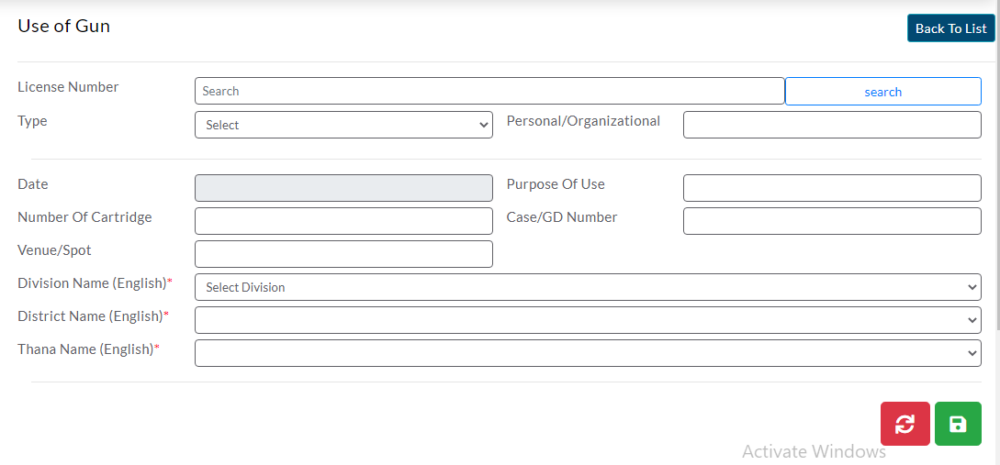 Use of Gun
Back To List
License Number
Search
search
Type
Select
Personal/Organizational
Date
Purpose Of Use
Number Of Cartridge
Case/GD Number
Venue/Spot
Division Name (English)*
Select Division
District Name (English)*
Thana Name (English)*
Activate Windows